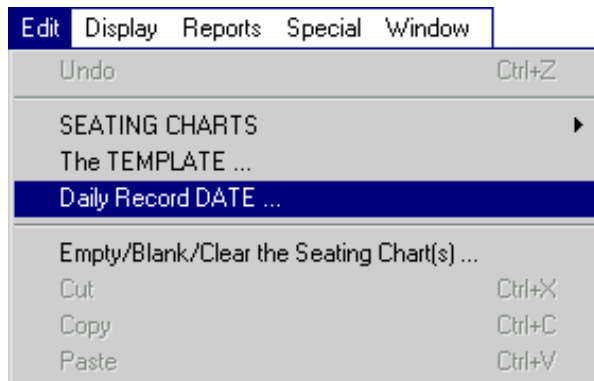 Edit Display Reports Special Window
Undo Ctrl+Z
SEATING CHARTS
The TEMPLATE ...
Daily Record DATE ...
Empty/Blank/Clear the Seating Chart(s) ...
Cut Ctrl+X
Copy Ctrl+C
Paste Ctrl+V